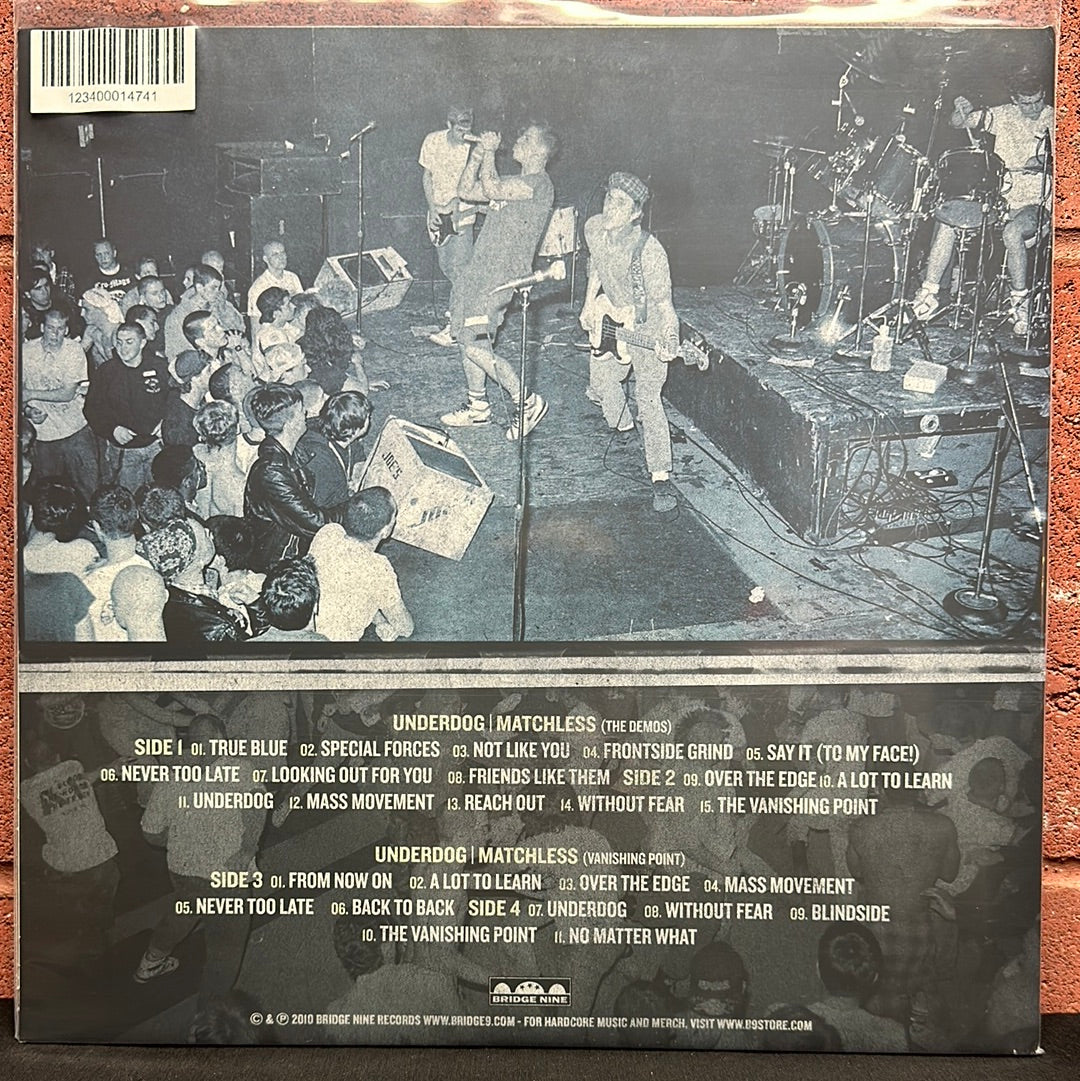 123400014741
Cro-Mags
JOE'S
UNDERDOG | MATCHLESS (THE DEMOS)
SIDE 1 01. TRUE BLUE 02. SPECIAL FORCES 03. NOT LIKE YOU 04. FRONTSIDE GRIND 05. SAY IT (TO MY FACE!)
06. NEVER TOO LATE 07. LOOKING OUT FOR YOU 08. FRIENDS LIKE THEM SIDE 2 09. OVER THE EDGE 10. A LOT TO LEARN
11. UNDERDOG 12. MASS MOVEMENT 13. REACH OUT 14. WITHOUT FEAR 15. THE VANISHING POINT
UNDERDOG | MATCHLESS (VANISHING POINT)
SIDE 3 01. FROM NOW ON 02. A LOT TO LEARN 03. OVER THE EDGE 04. MASS MOVEMENT
05. NEVER TOO LATE 06. BACK TO BACK SIDE 4 07. UNDERDOG 08. WITHOUT FEAR 09. BLINDSIDE
10. THE VANISHING POINT 11. NO MATTER WHAT
BRIDGE NINE
© & ℗ 2010 BRIDGE NINE RECORDS WWW.BRIDGE9.COM - FOR HARDCORE MUSIC AND MERCH, VISIT WWW.B9STORE.COM